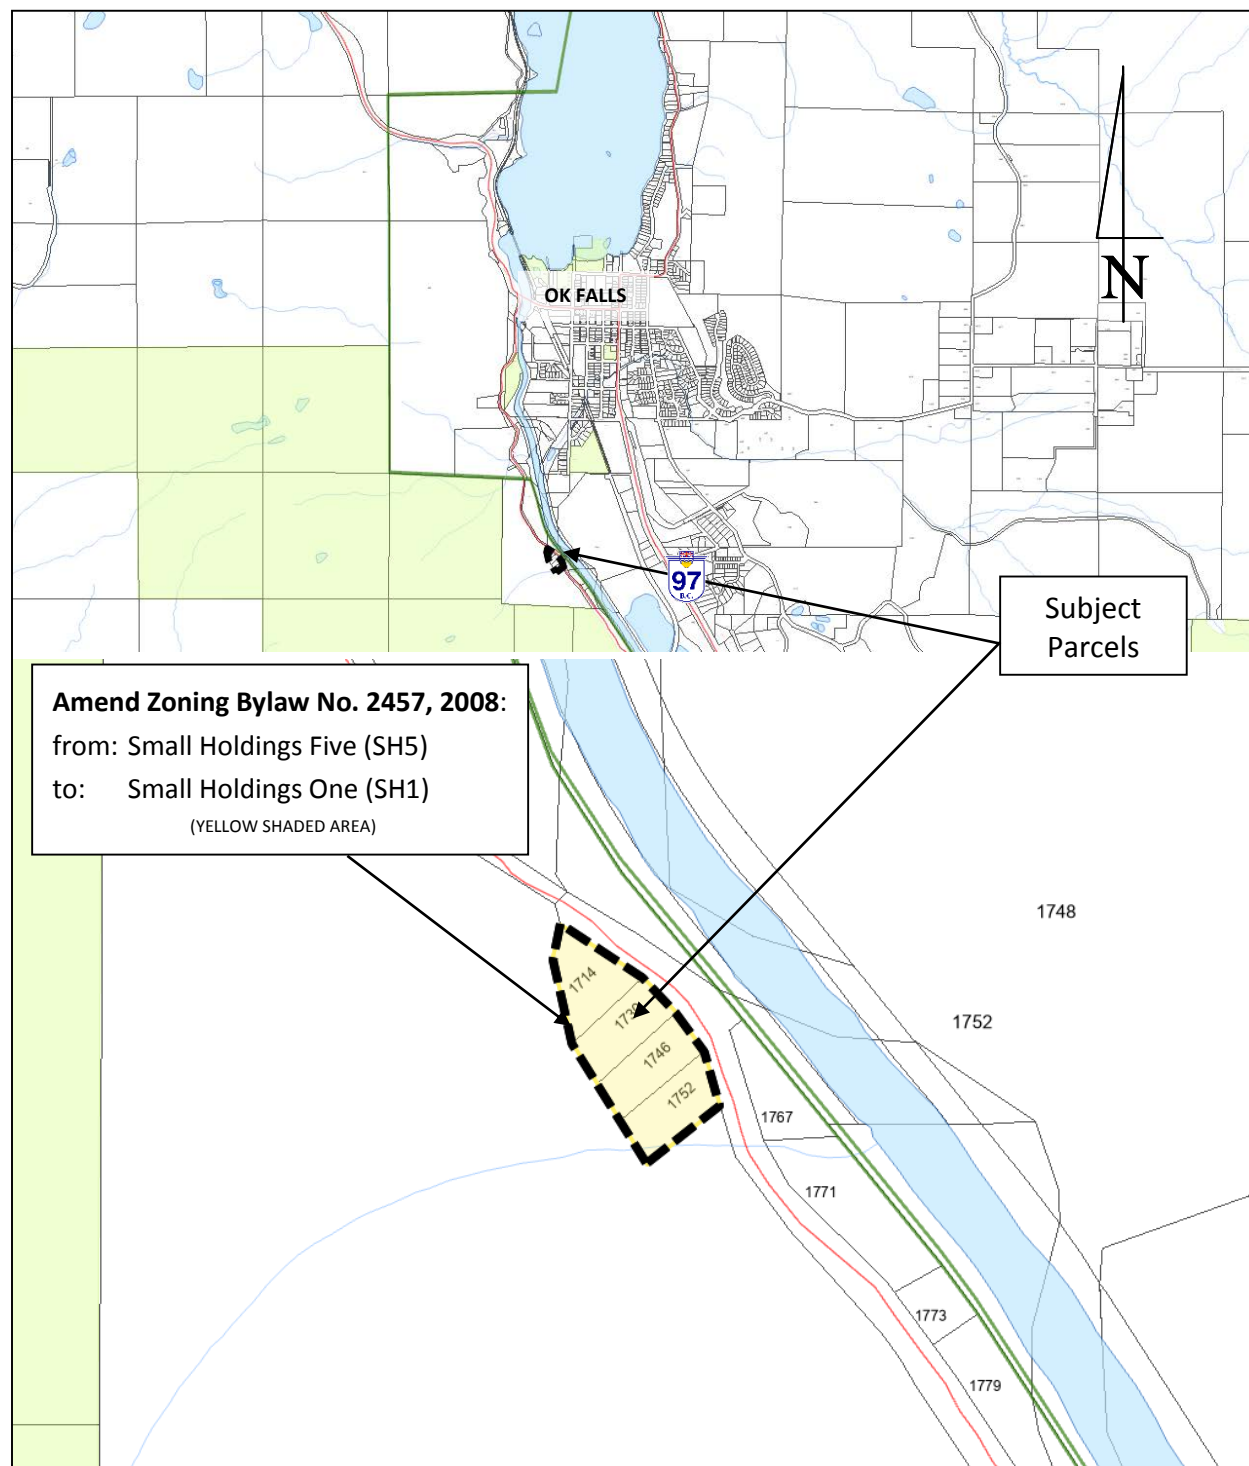 OK FALLS
N
97
B.C.
Subject
Parcels
Amend Zoning Bylaw No. 2457, 2008:
from: Small Holdings Five (SH5)
to: Small Holdings One (SH1)
(YELLOW SHADED AREA)
1748
1714
1752
1746
1752
1767
1771
1773
1779